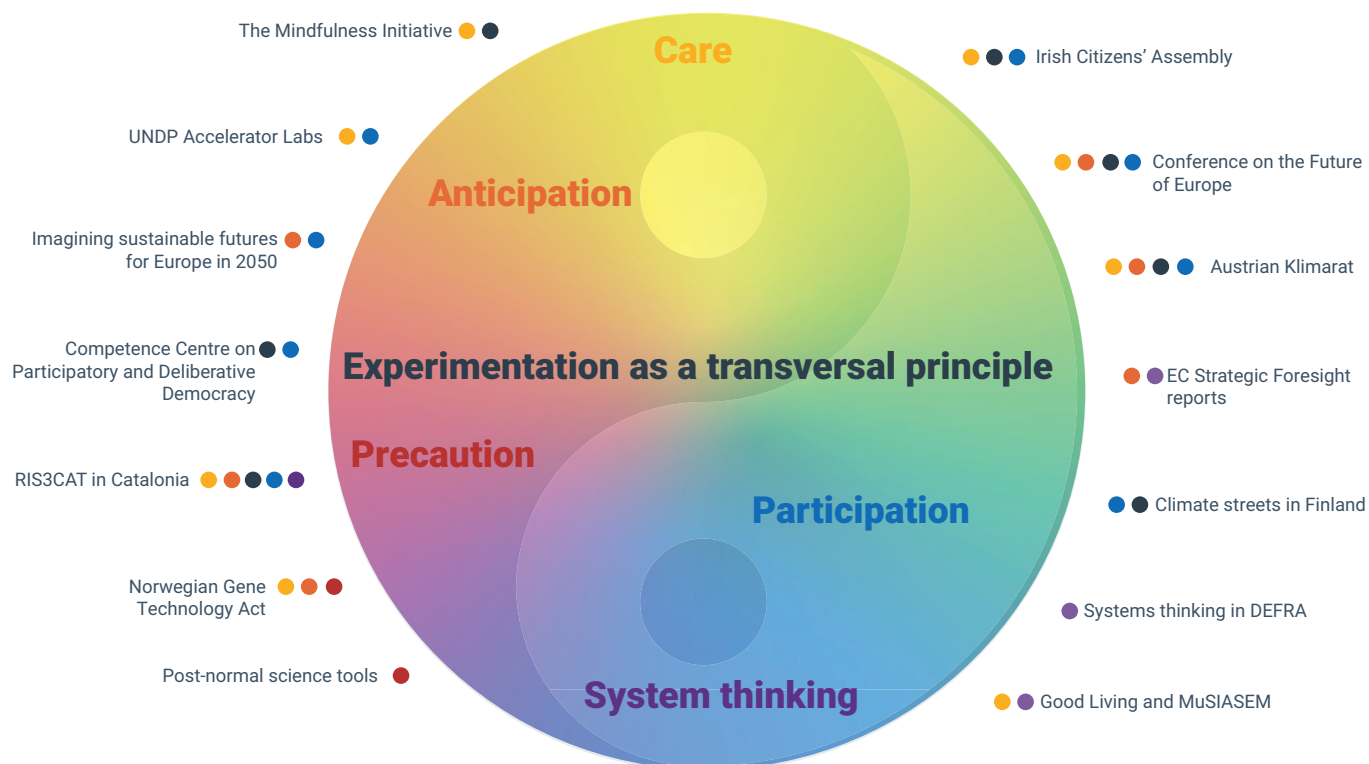 The Mindfulness Initiative
Care
Irish Citizens’ Assembly
UNDP Accelerator Labs
Conference on the Future
of Europe
Anticipation
Imagining sustainable futures
for Europe in 2050
Austrian Klimarat
Competence Centre on
Participatory and Deliberative
Democracy
Experimentation as a transversal principle
EC Strategic Foresight
reports
Precaution
RIS3CAT in Catalonia
Participation
Climate streets in Finland
Norwegian Gene
Technology Act
Systems thinking in DEFRA
Post-normal science tools
System thinking
Good Living and MuSIASEM